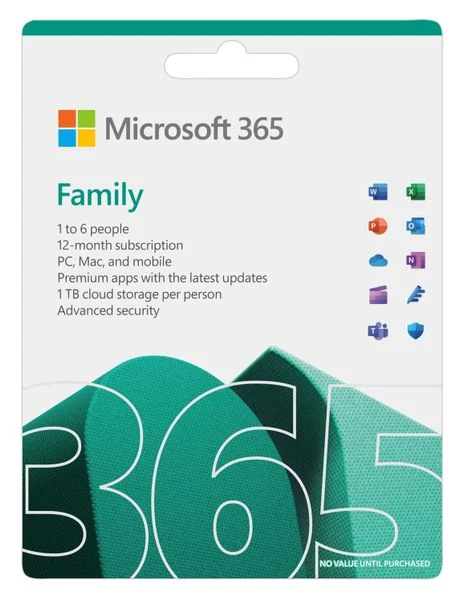 Microsoft 365
Family
1 to 6 people
12-month subscription
PC, Mac, and mobile
Premium apps with the latest updates
1 TB cloud storage per person
Advanced security
W
X
P
O
N
T
365
NO VALUE UNTIL PURCHASED